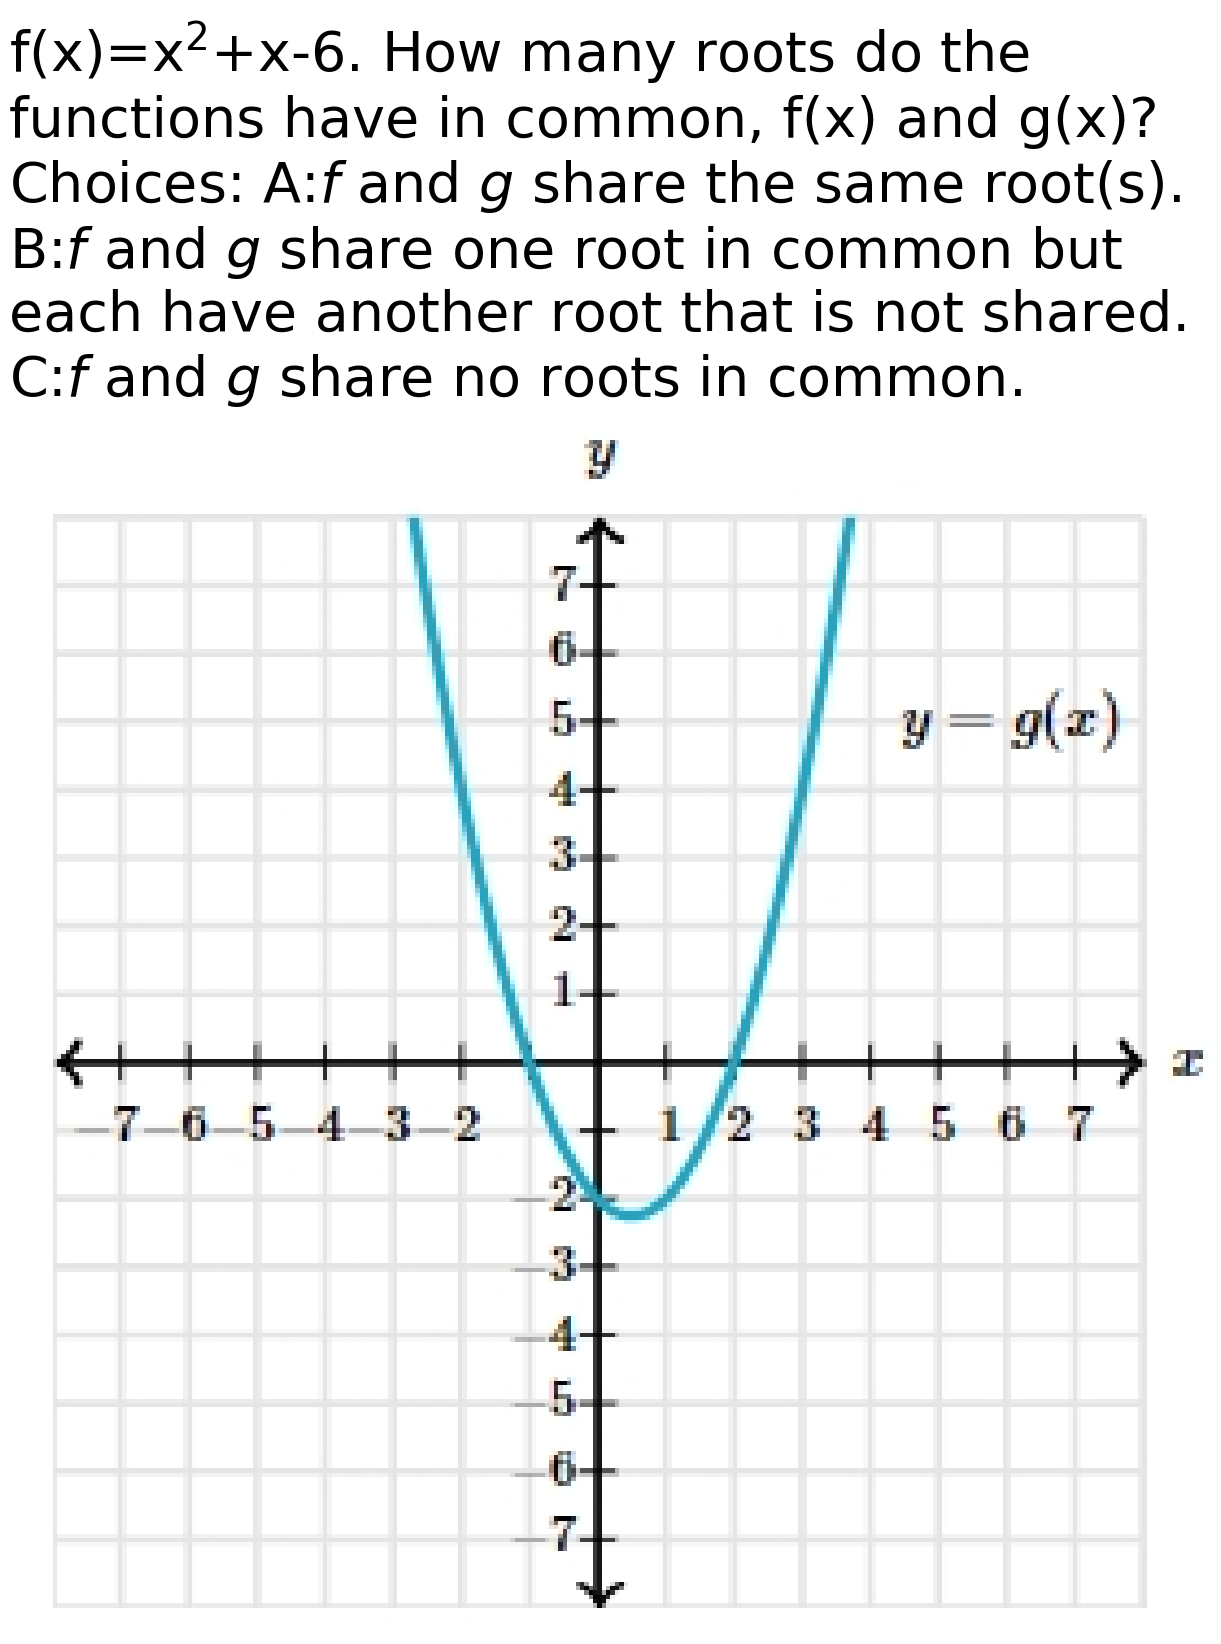 f(x)=x²+x-6. How many roots do the
functions have in common, f(x) and g(x)?
Choices: A:f and g share the same root(s).
B:f and g share one root in common but
each have another root that is not shared.
C:f and g share no roots in common.
y
7
6
5
y = g(x)
4
3
2
1
x
-7 -6 -5 -4 -3 -2 1 2 3 4 5 6 7
-2
-3
-4
-5
-6
-7